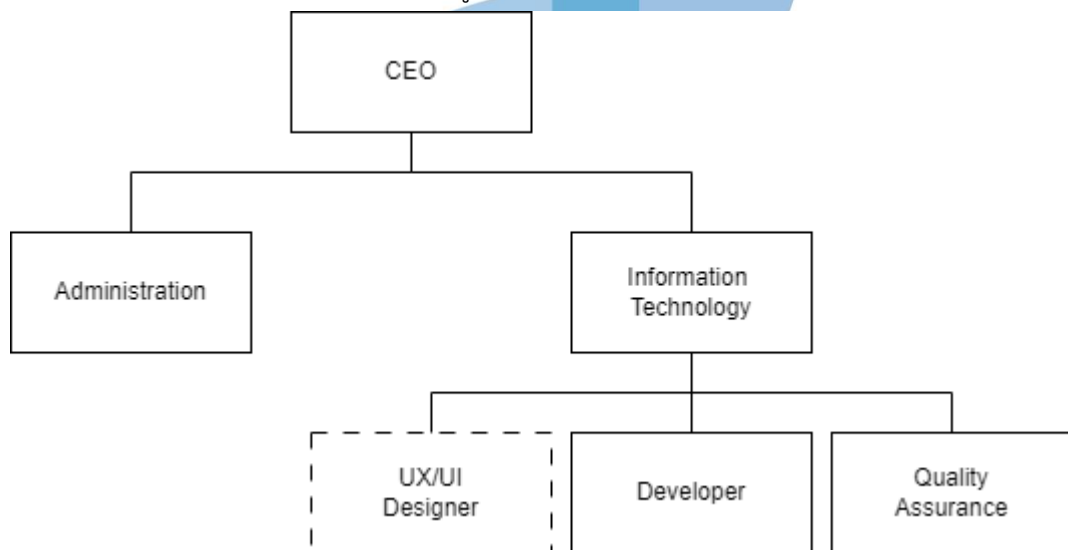 CEO
Administration
Information
Technology
UX/UI
Designer
Developer
Quality
Assurance